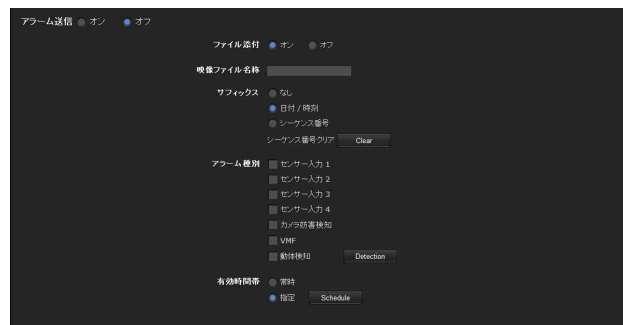 アラーム送信 オン オフ
ファイル添付 オン オフ
映像ファイル名称
サフィックス なし
日付 / 時刻
シーケンス番号
シーケンス番号クリア Clear
アラーム種別 センサー入力 1
センサー入力 2
センサー入力 3
センサー入力 4
カメラ妨害検知
VMF
動体検知 Detection
有効時間帯 常時
指定 Schedule